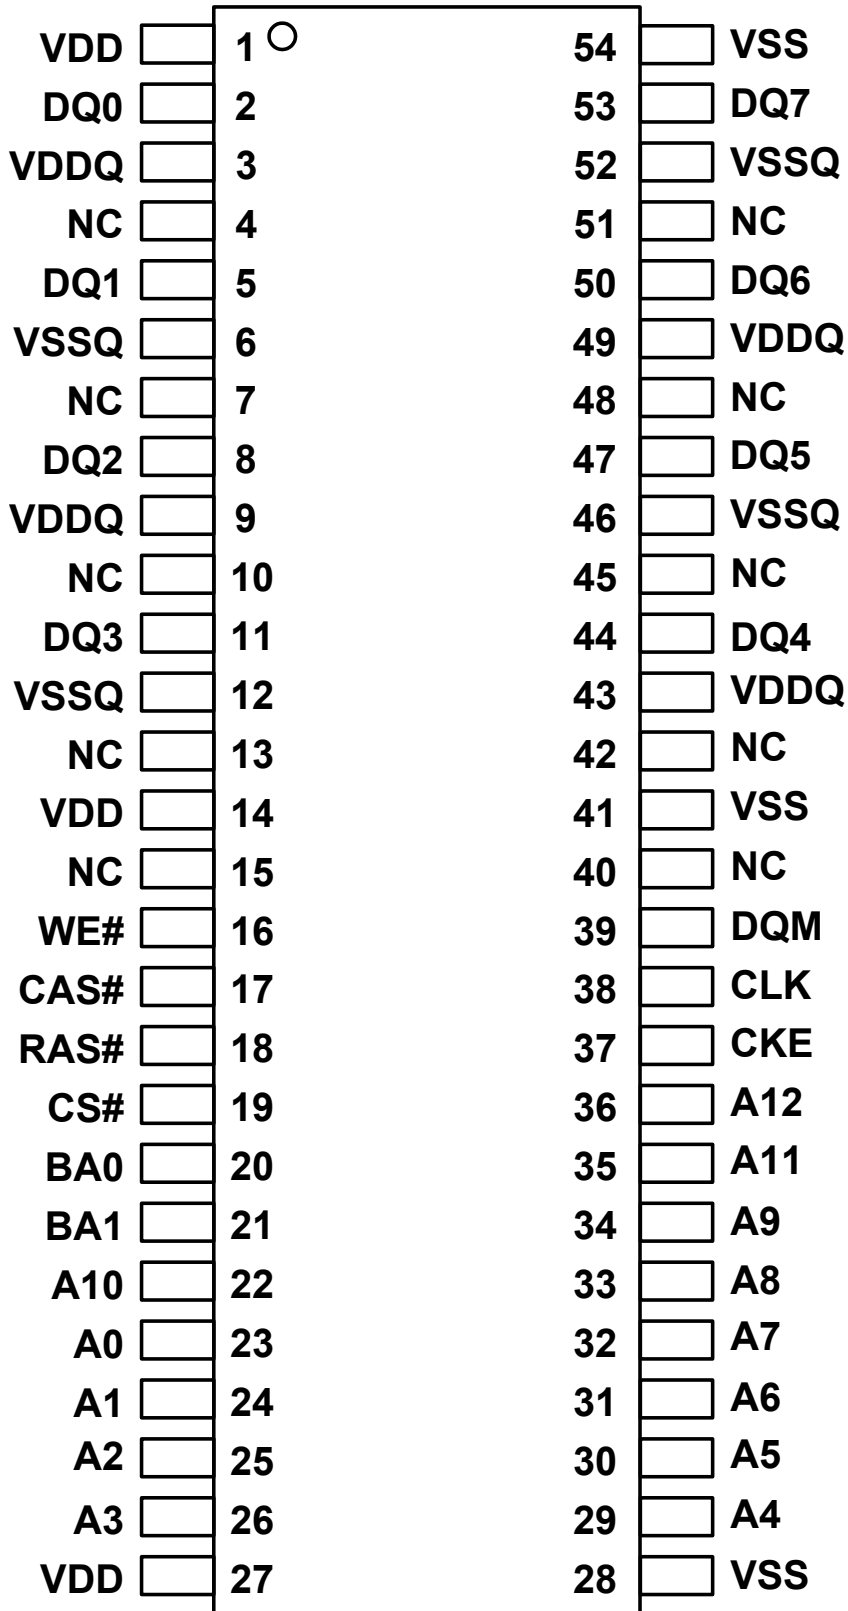 VDD 1 54 VSS
DQ0 2 53 DQ7
VDDQ 3 52 VSSQ
NC 4 51 NC
DQ1 5 50 DQ6
VSSQ 6 49 VDDQ
NC 7 48 NC
DQ2 8 47 DQ5
VDDQ 9 46 VSSQ
NC 10 45 NC
DQ3 11 44 DQ4
VSSQ 12 43 VDDQ
NC 13 42 NC
VDD 14 41 VSS
NC 15 40 NC
WE# 16 39 DQM
CAS# 17 38 CLK
RAS# 18 37 CKE
CS# 19 36 A12
BA0 20 35 A11
BA1 21 34 A9
A10 22 33 A8
A0 23 32 A7
A1 24 31 A6
A2 25 30 A5
A3 26 29 A4
VDD 27 28 VSS